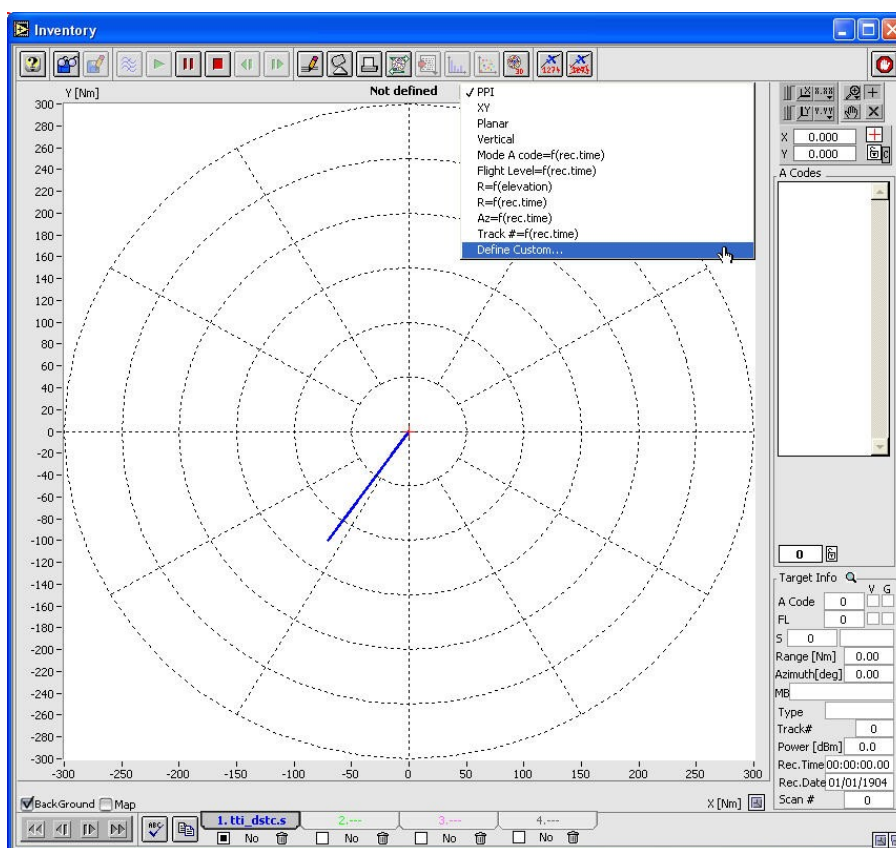 Inventory
1274
Y [Nm]
Not defined
✓ PPI
XY
Planar
Vertical
Mode A code=f(rec.time)
Flight Level=f(rec.time)
R=f(elevation)
R=f(rec.time)
Az=f(rec.time)
Track #=f(rec.time)
Define Custom...
300
280
260
240
220
200
180
160
140
120
100
80
60
40
20
0
-20
-40
-60
-80
-100
-120
-140
-160
-180
-200
-220
-240
-260
-280
-300
-300 -250 -200 -150 -100 -50 0 50 100 150 200 250 300
X [Nm]
X 0.000
Y 0.000
A Codes
0
Target Info
V G
A Code 0
FL 0
S 0
Range [Nm] 0.00
Azimuth[deg] 0.00
MB
Type
Track# 0
Power [dBm] 0.0
Rec.Time 00:00:00.00
Rec.Date 01/01/1904
Scan # 0
BackGround Map
ABC
1. tti_dstc.s 2.--- 3.--- 4.---
No No No No